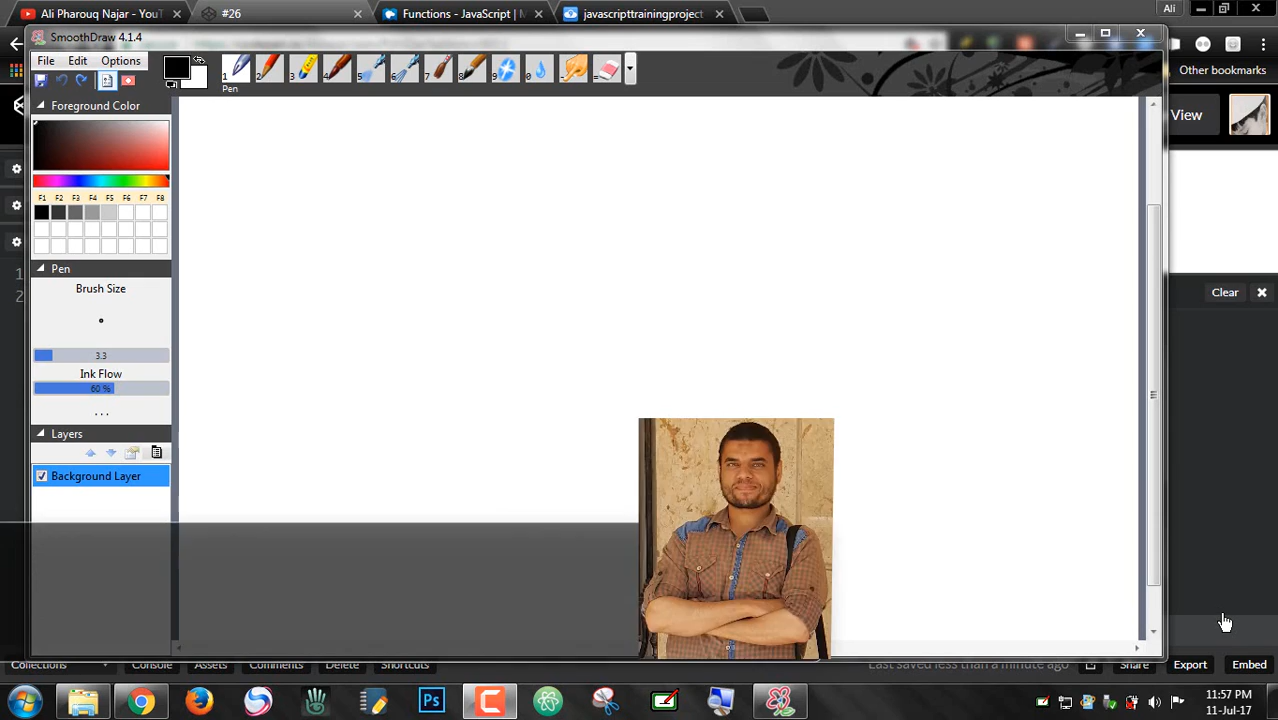 Ali Pharouq Najar - YouT
#26
Functions - JavaScript | M
javascripttrainingproject
Ali
SmoothDraw 4.1.4
File Edit Options
Other bookmarks
Pen
View
Foreground Color
F1 F2 F3 F4 F5 F6 F7 F8
Pen
Brush Size
1
2
Clear
3.3
Ink Flow
60 %
...
Layers
Background Layer
Collections Console Assets Comments Delete Shortcuts
Last saved less than a minute ago
Share Export Embed
11:57 PM
11-Jul-17